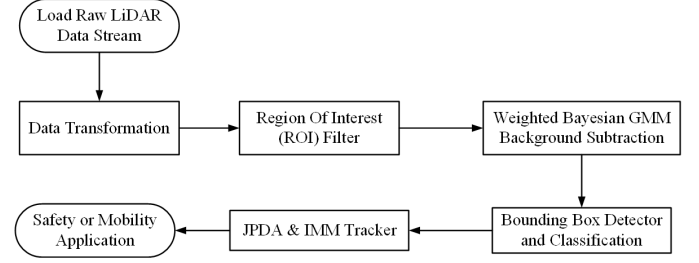 Load Raw LiDAR
Data Stream
Data Transformation
Region Of Interest
(ROI) Filter
Weighted Bayesian GMM
Background Subtraction
Bounding Box Detector
and Classification
JPDA & IMM Tracker
Safety or Mobility
Application